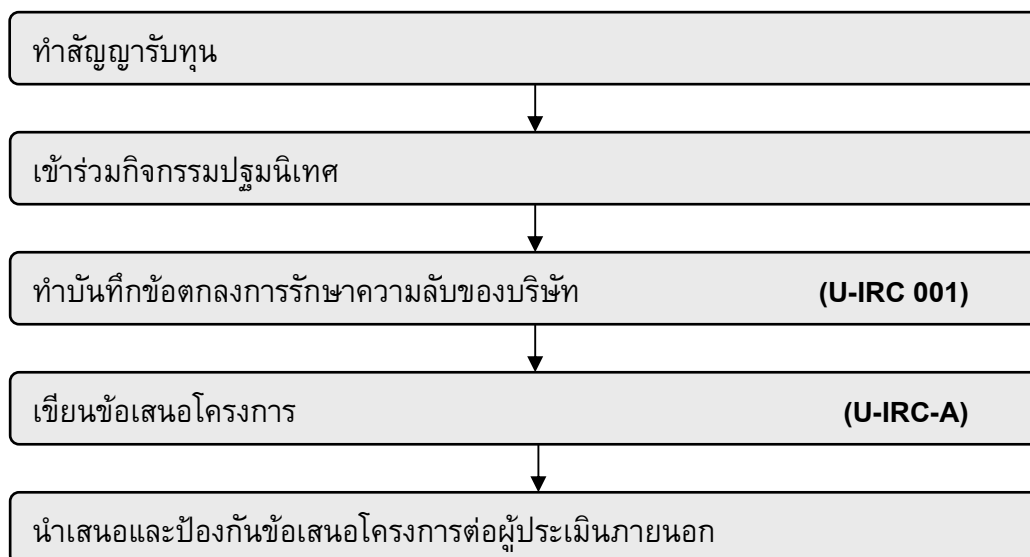 ทำสัญญารับทุน
เข้าร่วมกิจกรรมปฐมนิเทศ
ทำบันทึกข้อตกลงการรักษาความลับของบริษัท (U-IRC 001)
เขียนข้อเสนอโครงการ (U-IRC-A)
นำเสนอและป้องกันข้อเสนอโครงการต่อผู้ประเมินภายนอก